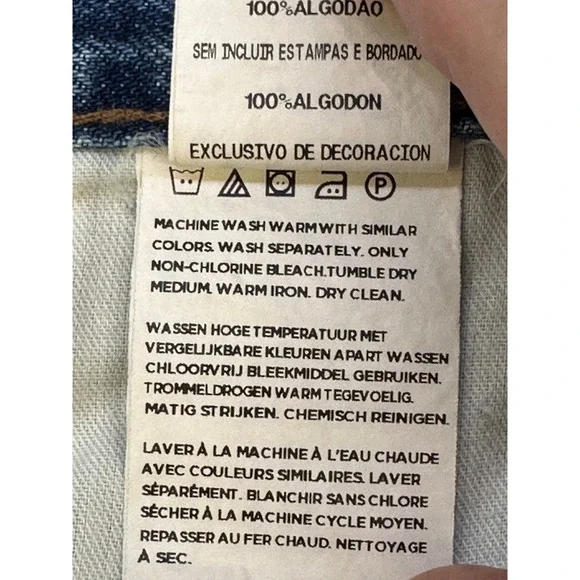 100%ALGODÃO
SEM INCLUIR ESTAMPAS E BORDADO
100%ALGODON
EXCLUSIVO DE DECORACION
P
MACHINE WASH WARM WITH SIMILAR
COLORS. WASH SEPARATELY. ONLY
NON-CHLORINE BLEACH.TUMBLE DRY
MEDIUM. WARM IRON. DRY CLEAN.
WASSEN HOGE TEMPERATUUR MET
VERGELIJKBARE KLEUREN APART WASSEN
CHLOORVRIJ BLEEKMIDDEL GEBRUIKEN.
TROMMELDROGEN WARM TEGEVOELIG.
MATIG STRIJKEN. CHEMISCH REINIGEN.
LAVER À LA MACHINE À L'EAU CHAUDE
AVEC COULEURS SIMILAIRES. LAVER
SÉPARÉMENT. BLANCHIR SANS CHLORE
SÉCHER À LA MACHINE CYCLE MOYEN.
REPASSER AU FER CHAUD. NETTOYAGE
À SEC.